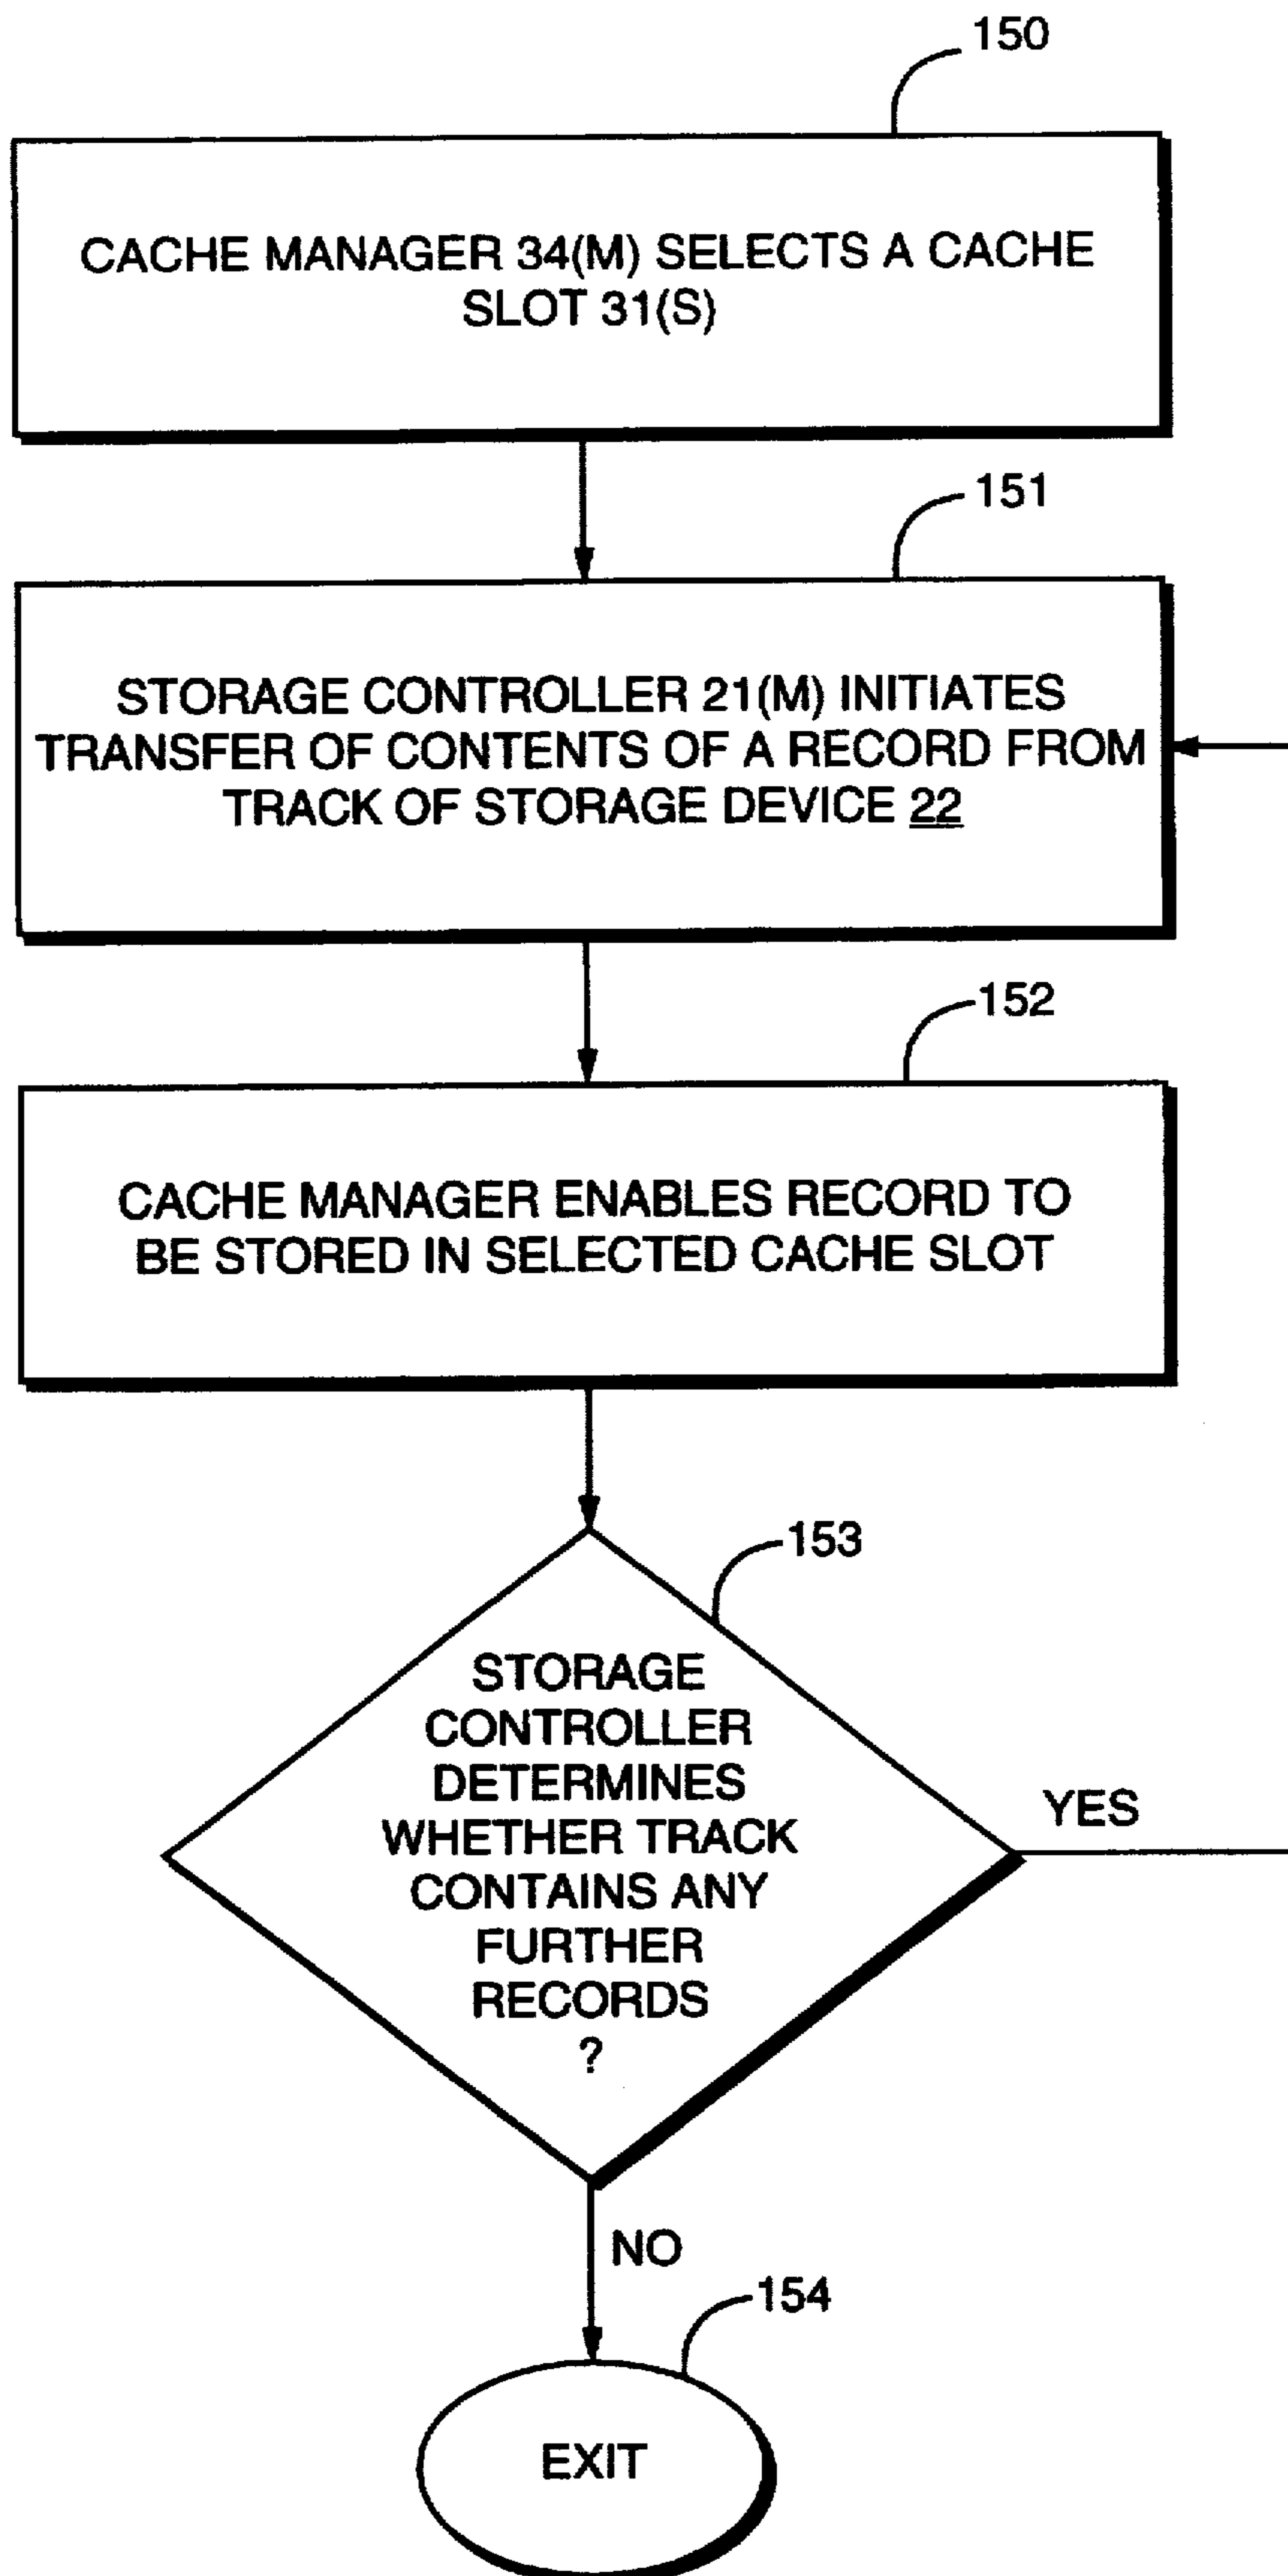 150
CACHE MANAGER 34(M) SELECTS A CACHE
SLOT 31(S)
151
STORAGE CONTROLLER 21(M) INITIATES
TRANSFER OF CONTENTS OF A RECORD FROM
TRACK OF STORAGE DEVICE 22
152
CACHE MANAGER ENABLES RECORD TO
BE STORED IN SELECTED CACHE SLOT
153
STORAGE
CONTROLLER
DETERMINES
WHETHER TRACK
CONTAINS ANY
FURTHER
RECORDS
?
YES
NO
154
EXIT